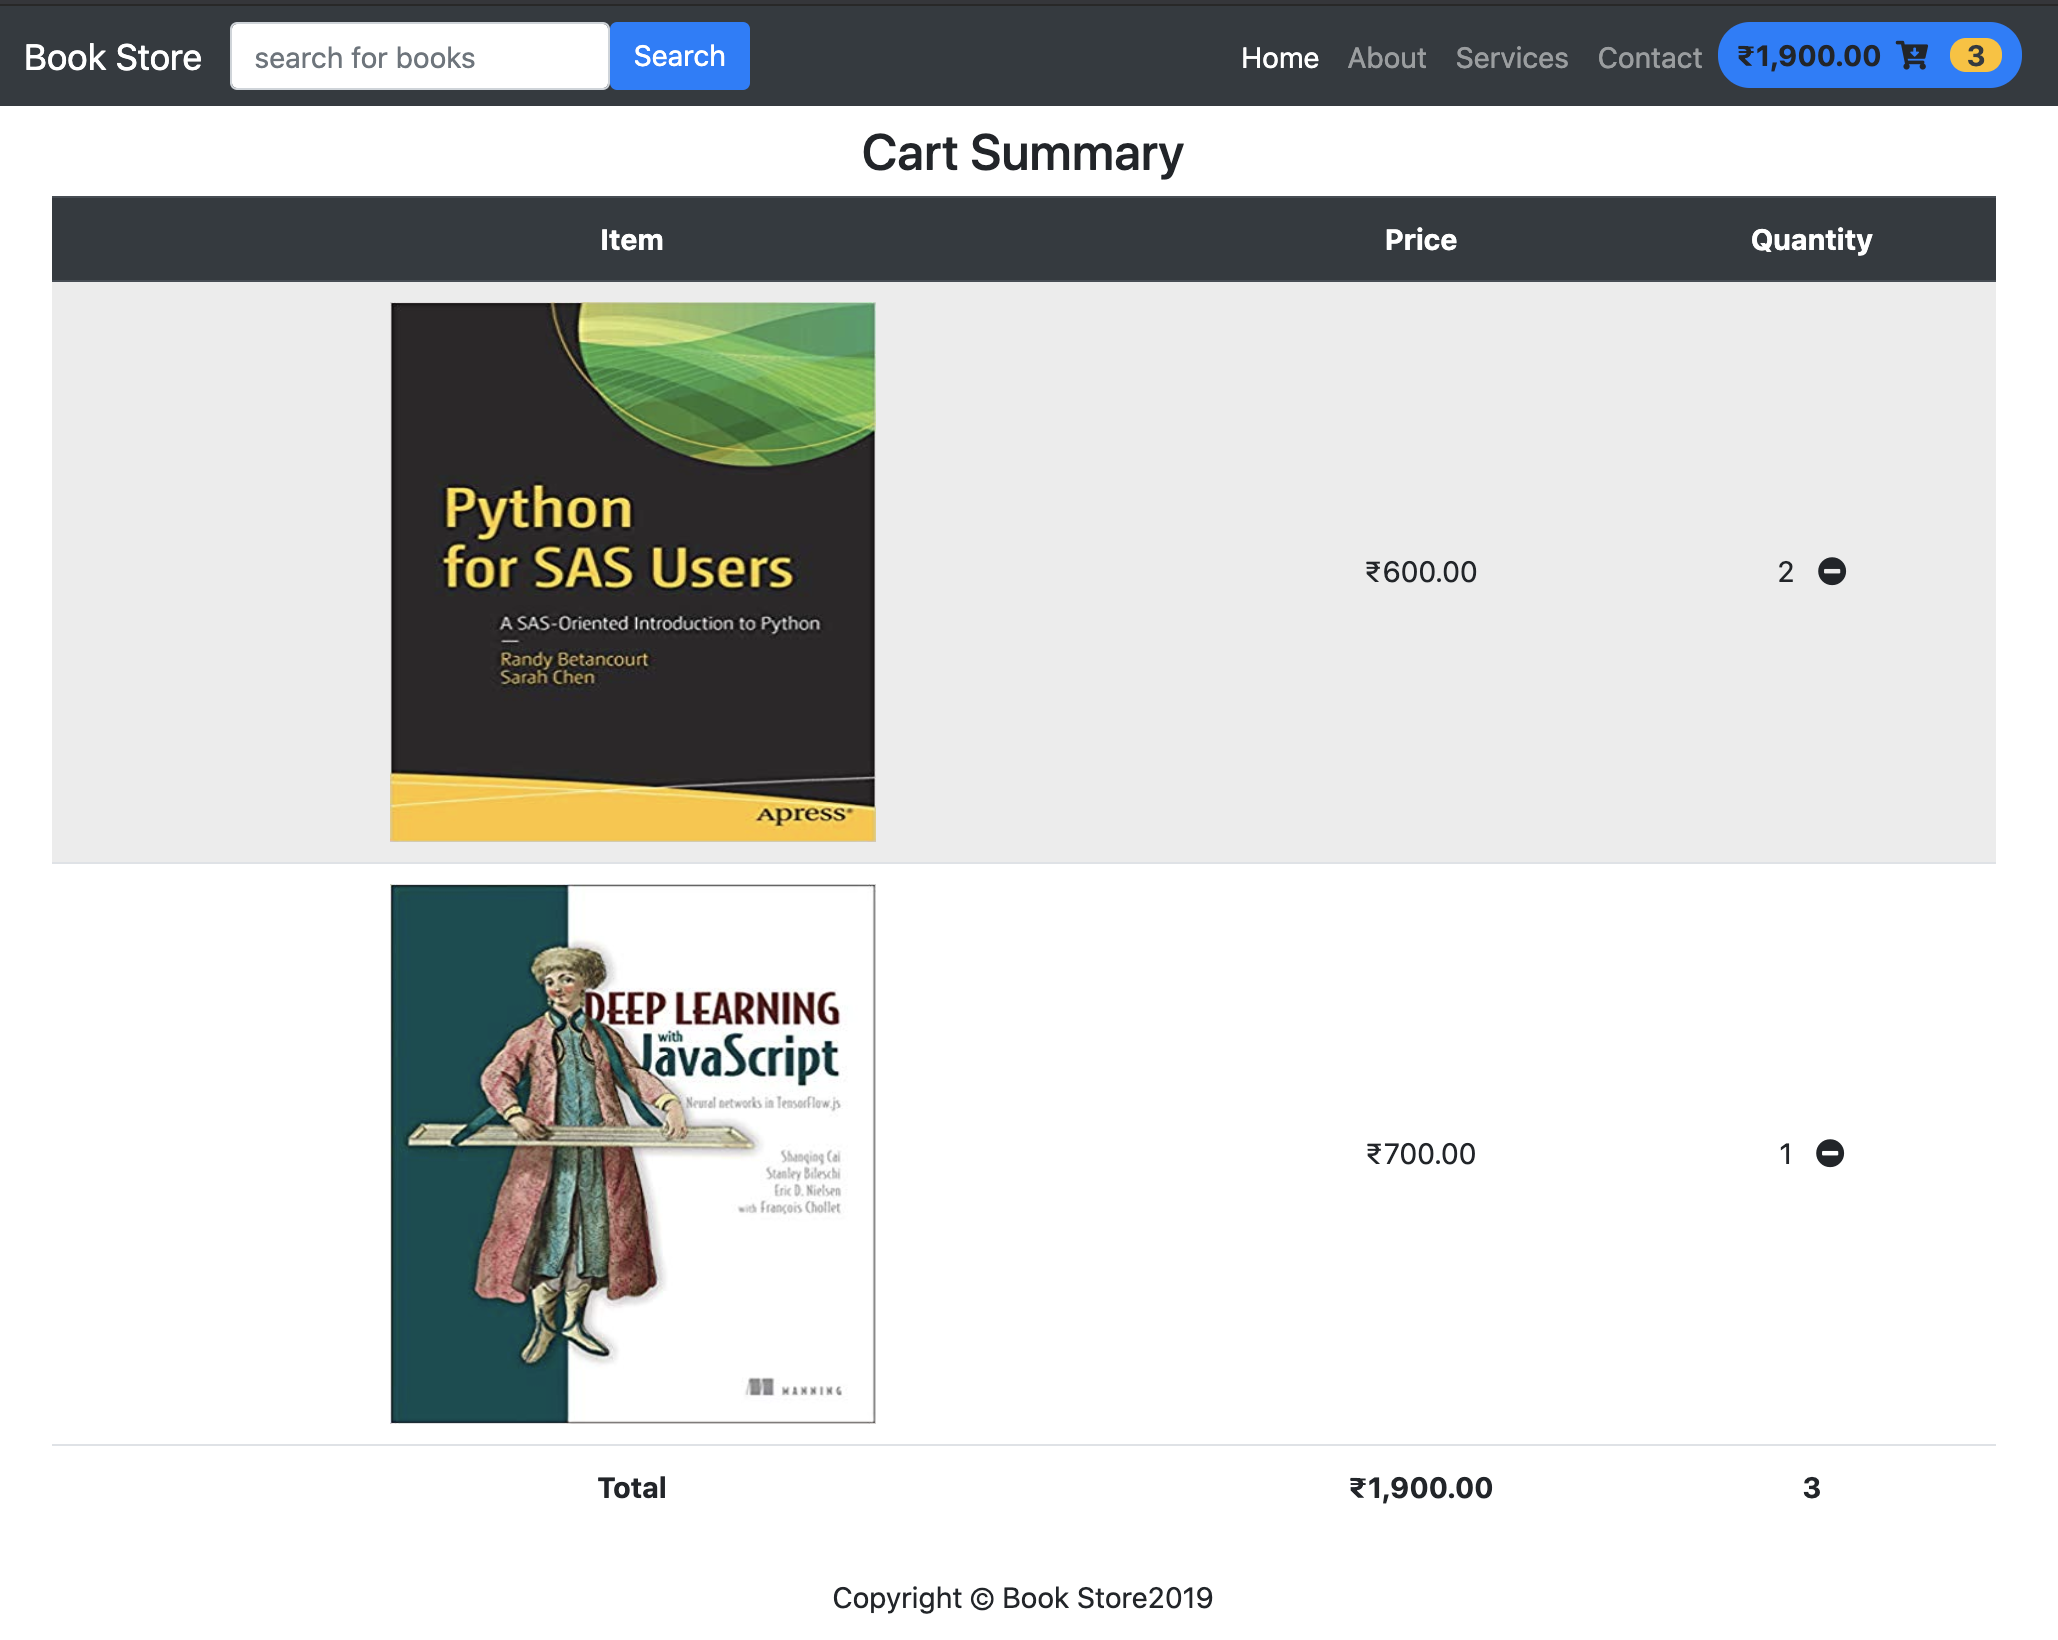 Book Store
search for books
Search
Home
About
Services
Contact
₹1,900.00
3
Cart Summary
Item Price Quantity
Python
for SAS Users
A SAS-Oriented Introduction to Python
Randy Betancourt
Sarah Chen
Apress®
₹600.00
2
DEEP LEARNING
with
JavaScript
Neural networks in TensorFlow.js
Shanqing Cai
Stanley Bileschi
Eric D. Nielsen
with François Chollet
MANNING
₹700.00
1
Total ₹1,900.00 3
Copyright © Book Store2019